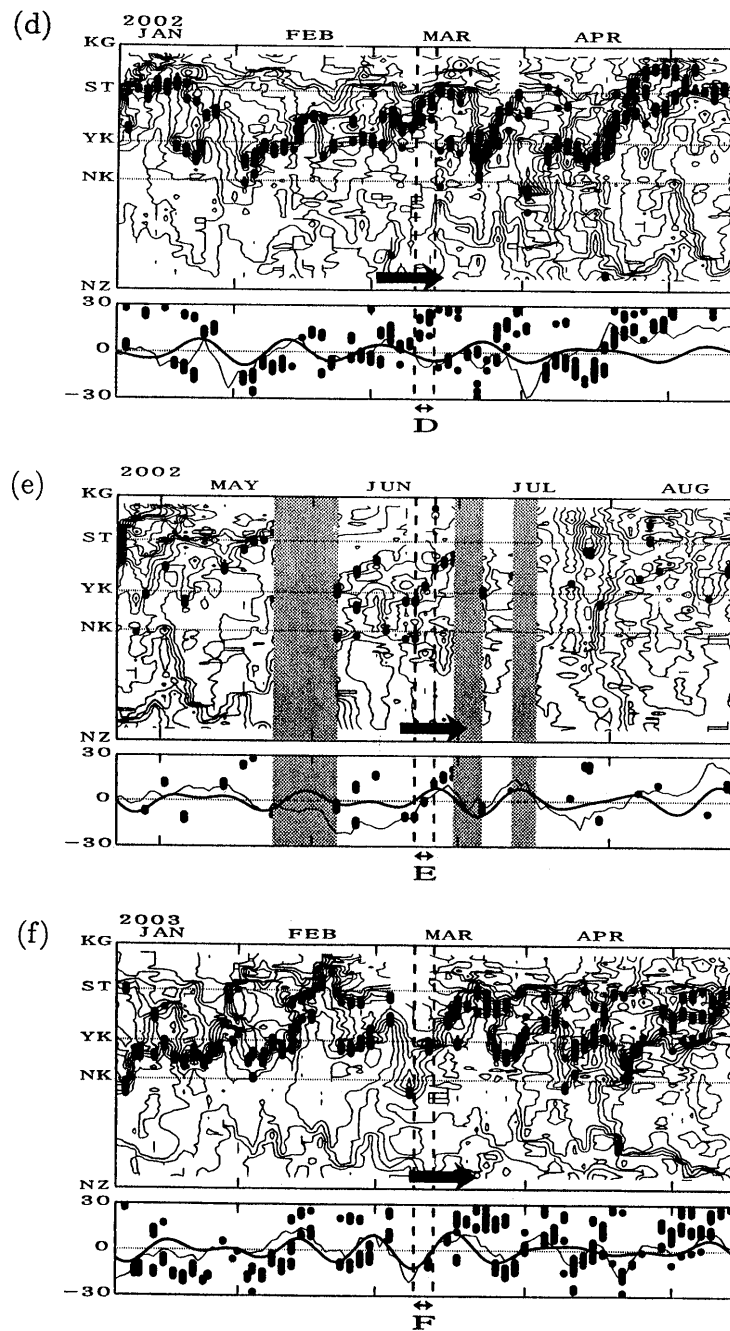 (d)
2002
KG JAN FEB MAR APR
ST
YK
NK
NZ
30
0
-30
D
(e)
2002
KG MAY JUN JUL AUG
ST
YK
NK
NZ
30
0
-30
E
(f)
2003
KG JAN FEB MAR APR
ST
YK
NK
NZ
30
0
-30
F